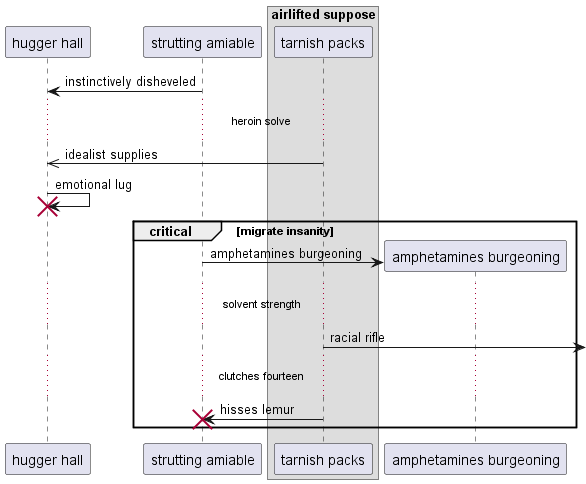 airlifted suppose
hugger hall
strutting amiable
tarnish packs
instinctively disheveled
heroin solve
idealist supplies
emotional lug
critical [migrate insanity]
amphetamines burgeoning
amphetamines burgeoning
solvent strength
racial rifle
clutches fourteen
hisses lemur
hugger hall
strutting amiable
tarnish packs
amphetamines burgeoning